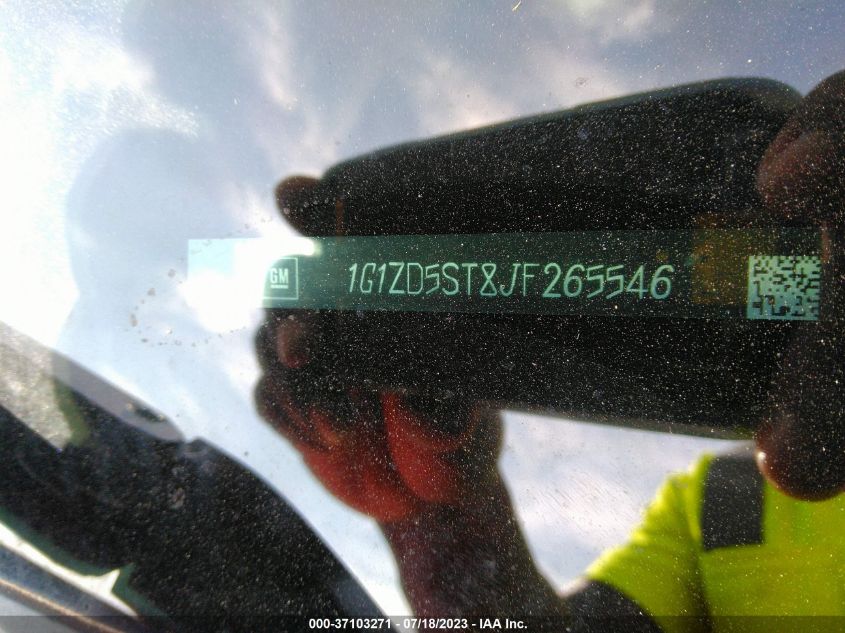 GM 1G1ZD5ST8JF265546
000-37103271 - 07/18/2023 - IAA Inc.